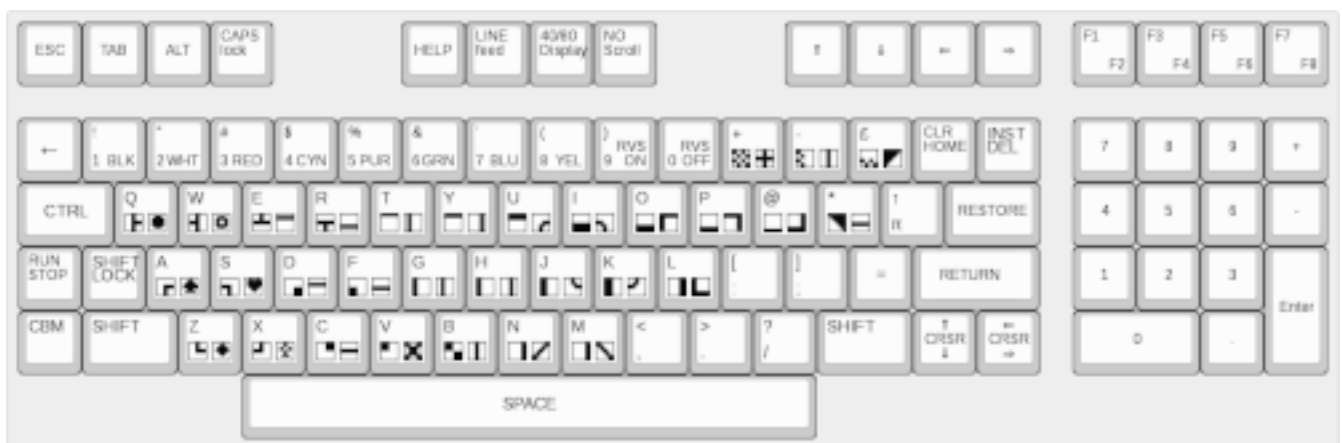 ESC TAB ALT CAPS lock HELP LINE feed 40/80 Display NO Scroll ↑ ↓ ← → F1 F2 F3 F4 F5 F6 F7 F8
← ! 1 BLK " 2 WHT # 3 RED $ 4 CYN % 5 PUR & 6 GRN ' 7 BLU ( 8 YEL ) 9 RVS ON 0 RVS OFF + - £ CLR HOME INST DEL 7 8 9 +
CTRL Q W E R T Y U I O P @ * ↑ π RESTORE 4 5 6 -
RUN STOP SHIFT LOCK A S D F G H J K L [ : ] ; = RETURN 1 2 3 Enter
CBM SHIFT Z X C V B N M < , > . ? / SHIFT ↑ CRSR ↓ ← CRSR → 0 .
SPACE